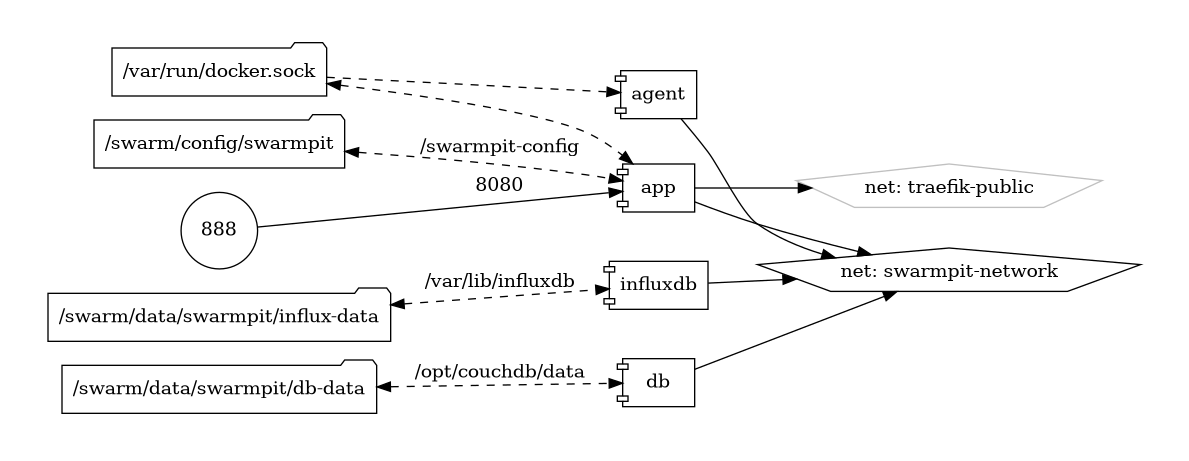 /var/run/docker.sock
agent
/swarm/config/swarmpit
/swarmpit-config
app
net: traefik-public
8080
888
net: swarmpit-network
/var/lib/influxdb
influxdb
/swarm/data/swarmpit/influx-data
/opt/couchdb/data
db
/swarm/data/swarmpit/db-data